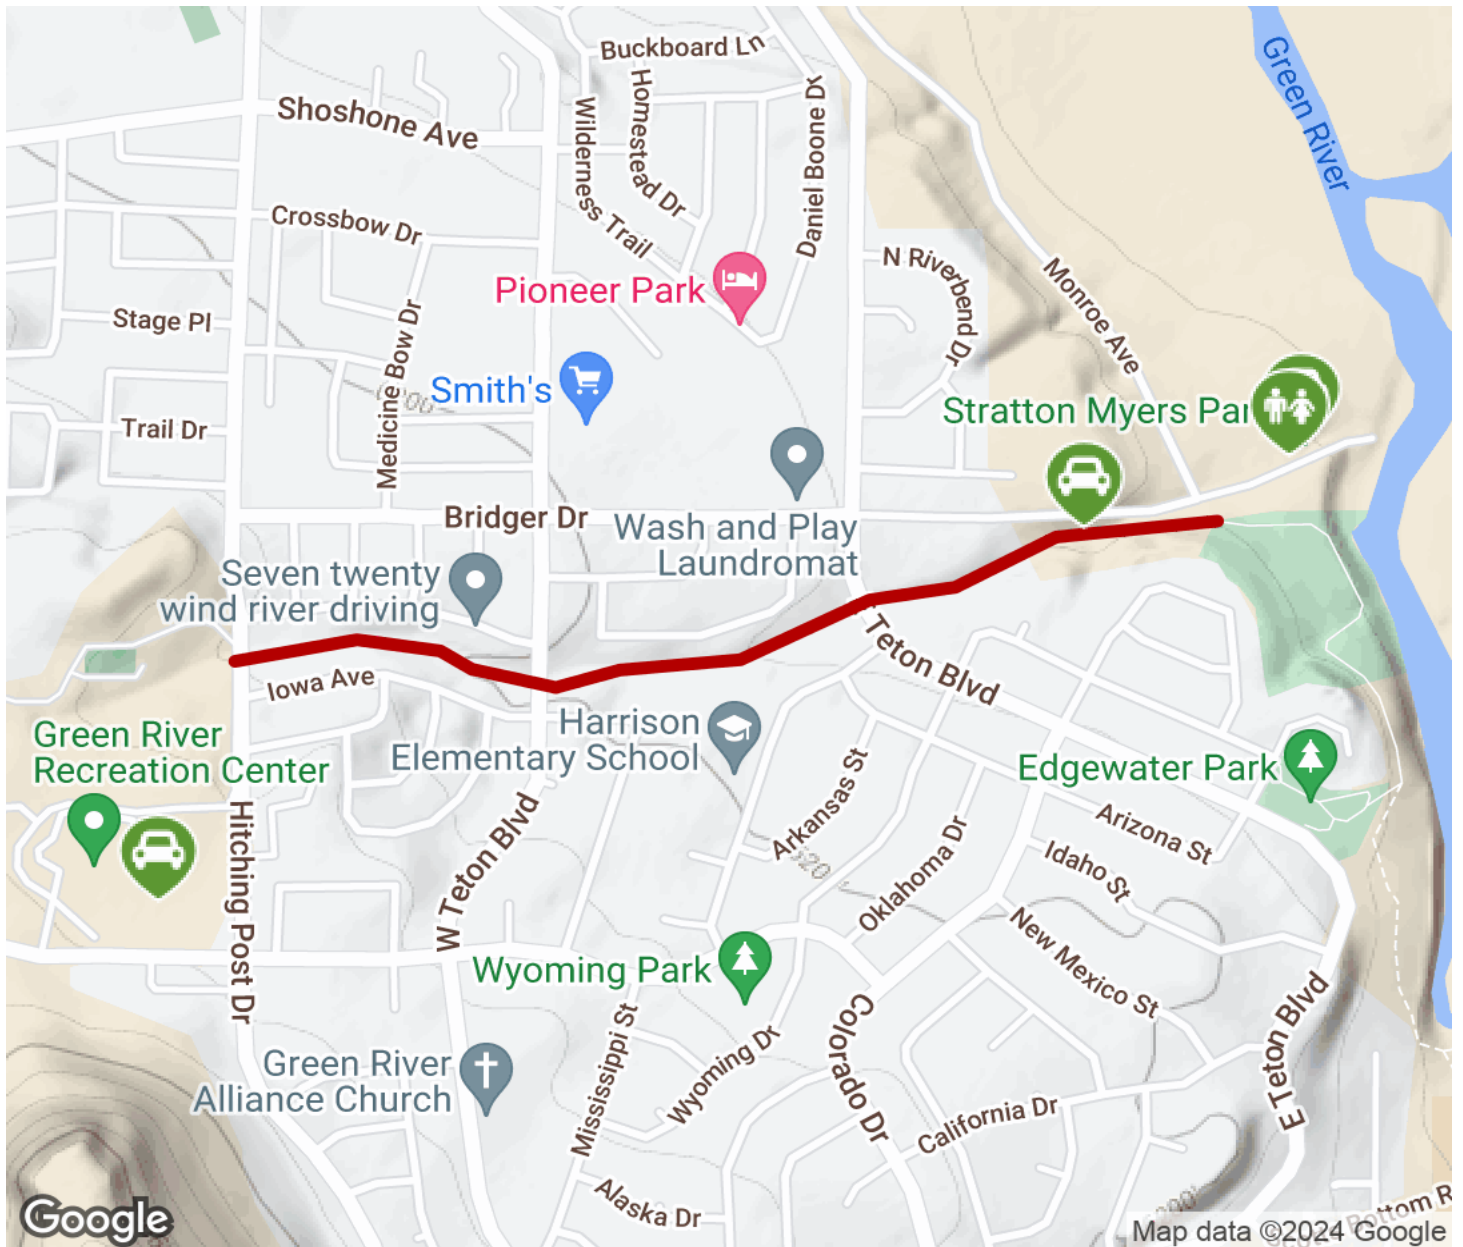 Buckboard Ln
Green River
Shoshone Ave
Wilderness Trail
Homestead Dr
Daniel Boone Dr
Crossbow Dr
N Riverbend Dr
Monroe Ave
Pioneer Park
Stage Pl
Medicine Bow Dr
Smith's
Stratton Myers Par
Trail Dr
Bridger Dr
Wash and Play
Laundromat
Seven twenty
wind river driving
Teton Blvd
Iowa Ave
Harrison
Elementary School
Green River
Recreation Center
Edgewater Park
Hitching Post Dr
W Teton Blvd
Arkansas St
Arizona St
Oklahoma Dr
Idaho St
New Mexico St
Wyoming Park
Colorado Dr
E Teton Blvd
Mississippi St
Wyoming Dr
Green River
Alliance Church
California Dr
Alaska Dr
Google
Map data ©2024 Google